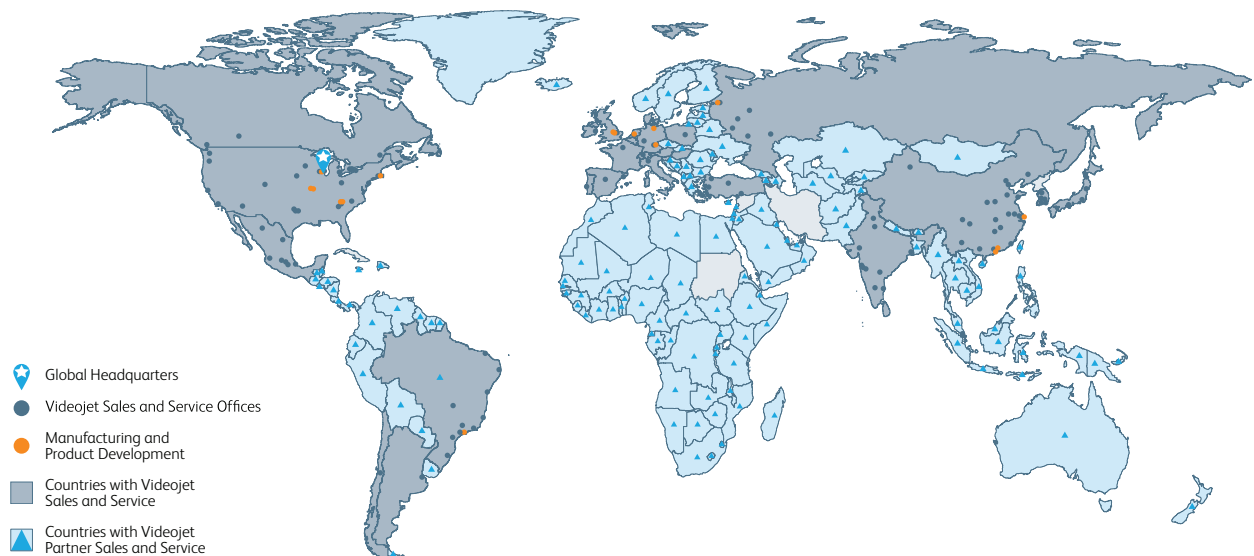 Global Headquarters
Videojet Sales and Service Offices
Manufacturing and
Product Development
Countries with Videojet
Sales and Service
Countries with Videojet
Partner Sales and Service